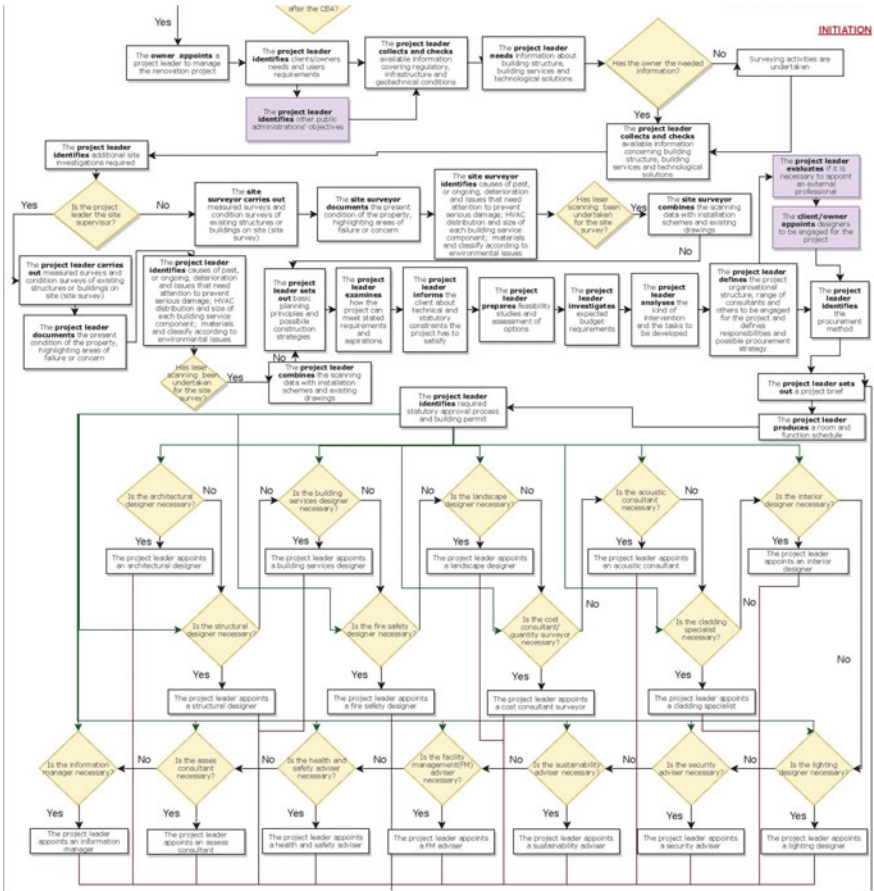 after the CBA?
Yes
INITIATION
The owner appoints a
project leader to manage
the renovation project
The project leader
identifies clients/owners
needs and users
requirements
The project leader
collects and checks
available information
covering regulatory,
infrastructure and
geotechnical conditions
The project leader
needs information about
building structure,
building services and
technological solutions
Has the owner the needed
information?
No
Surveying activities are
undertaken
The project leader
identifies other public
administrations' objectives
Yes
The project leader
collects and checks
available information
concerning building
structure, building
services and technological
solutions
The project leader
identifies additional site
investigations required
The project leader
evaluates if it is
necessary to appoint
an external
professional
Yes
Is the project
leader the site
supervisor?
No
The site
surveyor carries out
measured surveys and
condition surveys of
existing structures or
buildings on site
(site survey)
The site surveyor
documents the present
condition of the property,
highlighting areas of
failure or concern
The site surveyor
identifies causes of past,
or ongoing, deterioration
and issues that need
attention to prevent
serious damage; HVAC
distribution and size of
each building service
component; materials
and classify according to
environmental issues
Has laser
scanning been
undertaken for
the site
survey?
Yes
The site surveyor
combines the scanning
data with installation
schemes and existing
drawings
No
The client/owner
appoints designers
to be engaged for
the project
The project leader carries
out measured surveys and
condition surveys of existing
structures or buildings on
site (site survey)
The project leader
identifies causes of past,
or ongoing, deterioration
and issues that need
attention to prevent
serious damage; HVAC
distribution and size of
each building service
component; materials
and classify according to
environmental issues
The project
leader sets
out basic
planning
principles and
possibile
construction
strategies
The project
leader
examines how
the project can
meet stated
requirements
and aspirations
The project
leader
informs the
client about
technical and
statutory
constraints
the project
has to satisfy
The project
leader
prepares
feasibility
studies and
assessment of
options
The project
leader
investigates
expected
budget
requirements
The project
leader
analyses the
kind of
intervention
and the tasks to
be developed
The project leader
defines the project
organisational
structure, range of
consultants and
others to be engaged
for the project and
defines
responsibilities and
possible procurement
strategy
The project
leader
identifies the
procurement
method
The project leader
documents the present
condition of the property,
highlighting areas of
failure or concern
No
Has laser
scanning been
undertaken for
the site
survey?
Yes
The project leader
combines the scanning
data with installation
schemes and existing
drawings
The project leader sets
out a project brief
The project leader
identifies required
statutory approval process
and building permit
The project leader
produces a room and
function schedule
Is the architectural
designer necessary?
No
Is the building
services designer
necessary?
No
Is the landscape
designer necessary?
No
Is the acoustic
consultant
necessary?
No
Is the interior
designer necessary?
Yes
Yes
Yes
Yes
Yes
The project leader appoints
an architectural designer
The project leader appoints
a building services designer
The project leader appoints
a landscape designer
The project leader appoints
an acoustic consultant
The project leader
appoints an interior
designer
Is the structural
designer necessary?
No
Is the fire safety
designer necessary?
No
Is the cost
consultant/
quantity surveyor
necessary?
No
Is the cladding
specialist
necessary?
No
No
Yes
Yes
Yes
Yes
The project leader appoints
a structural designer
The project leader appoints
a fire safety designer
The project leader appoints
a cost consultant surveyor
The project leader appoints
a cladding specialist
Is the information
manager necessary?
No
Is the asses
consultant
necessary?
No
Is the health and
safety adviser
necessary?
No
Is the facility
management(FM)
adviser
necessary?
No
Is the sustainability
adviser necessary?
No
Is the security
adviser necessary?
No
Is the lighting
designer necessary?
Yes
Yes
Yes
Yes
Yes
Yes
Yes
The project leader
appoints an information
manager
The project leader
appoints an assess
consultant
The project leader appoints
a health and safety adviser
The project leader appoints
a FM adviser
The project leader appoints
a sustainability adviser
The project leader appoints
a security adviser
The project leader appoints
a lighting designer